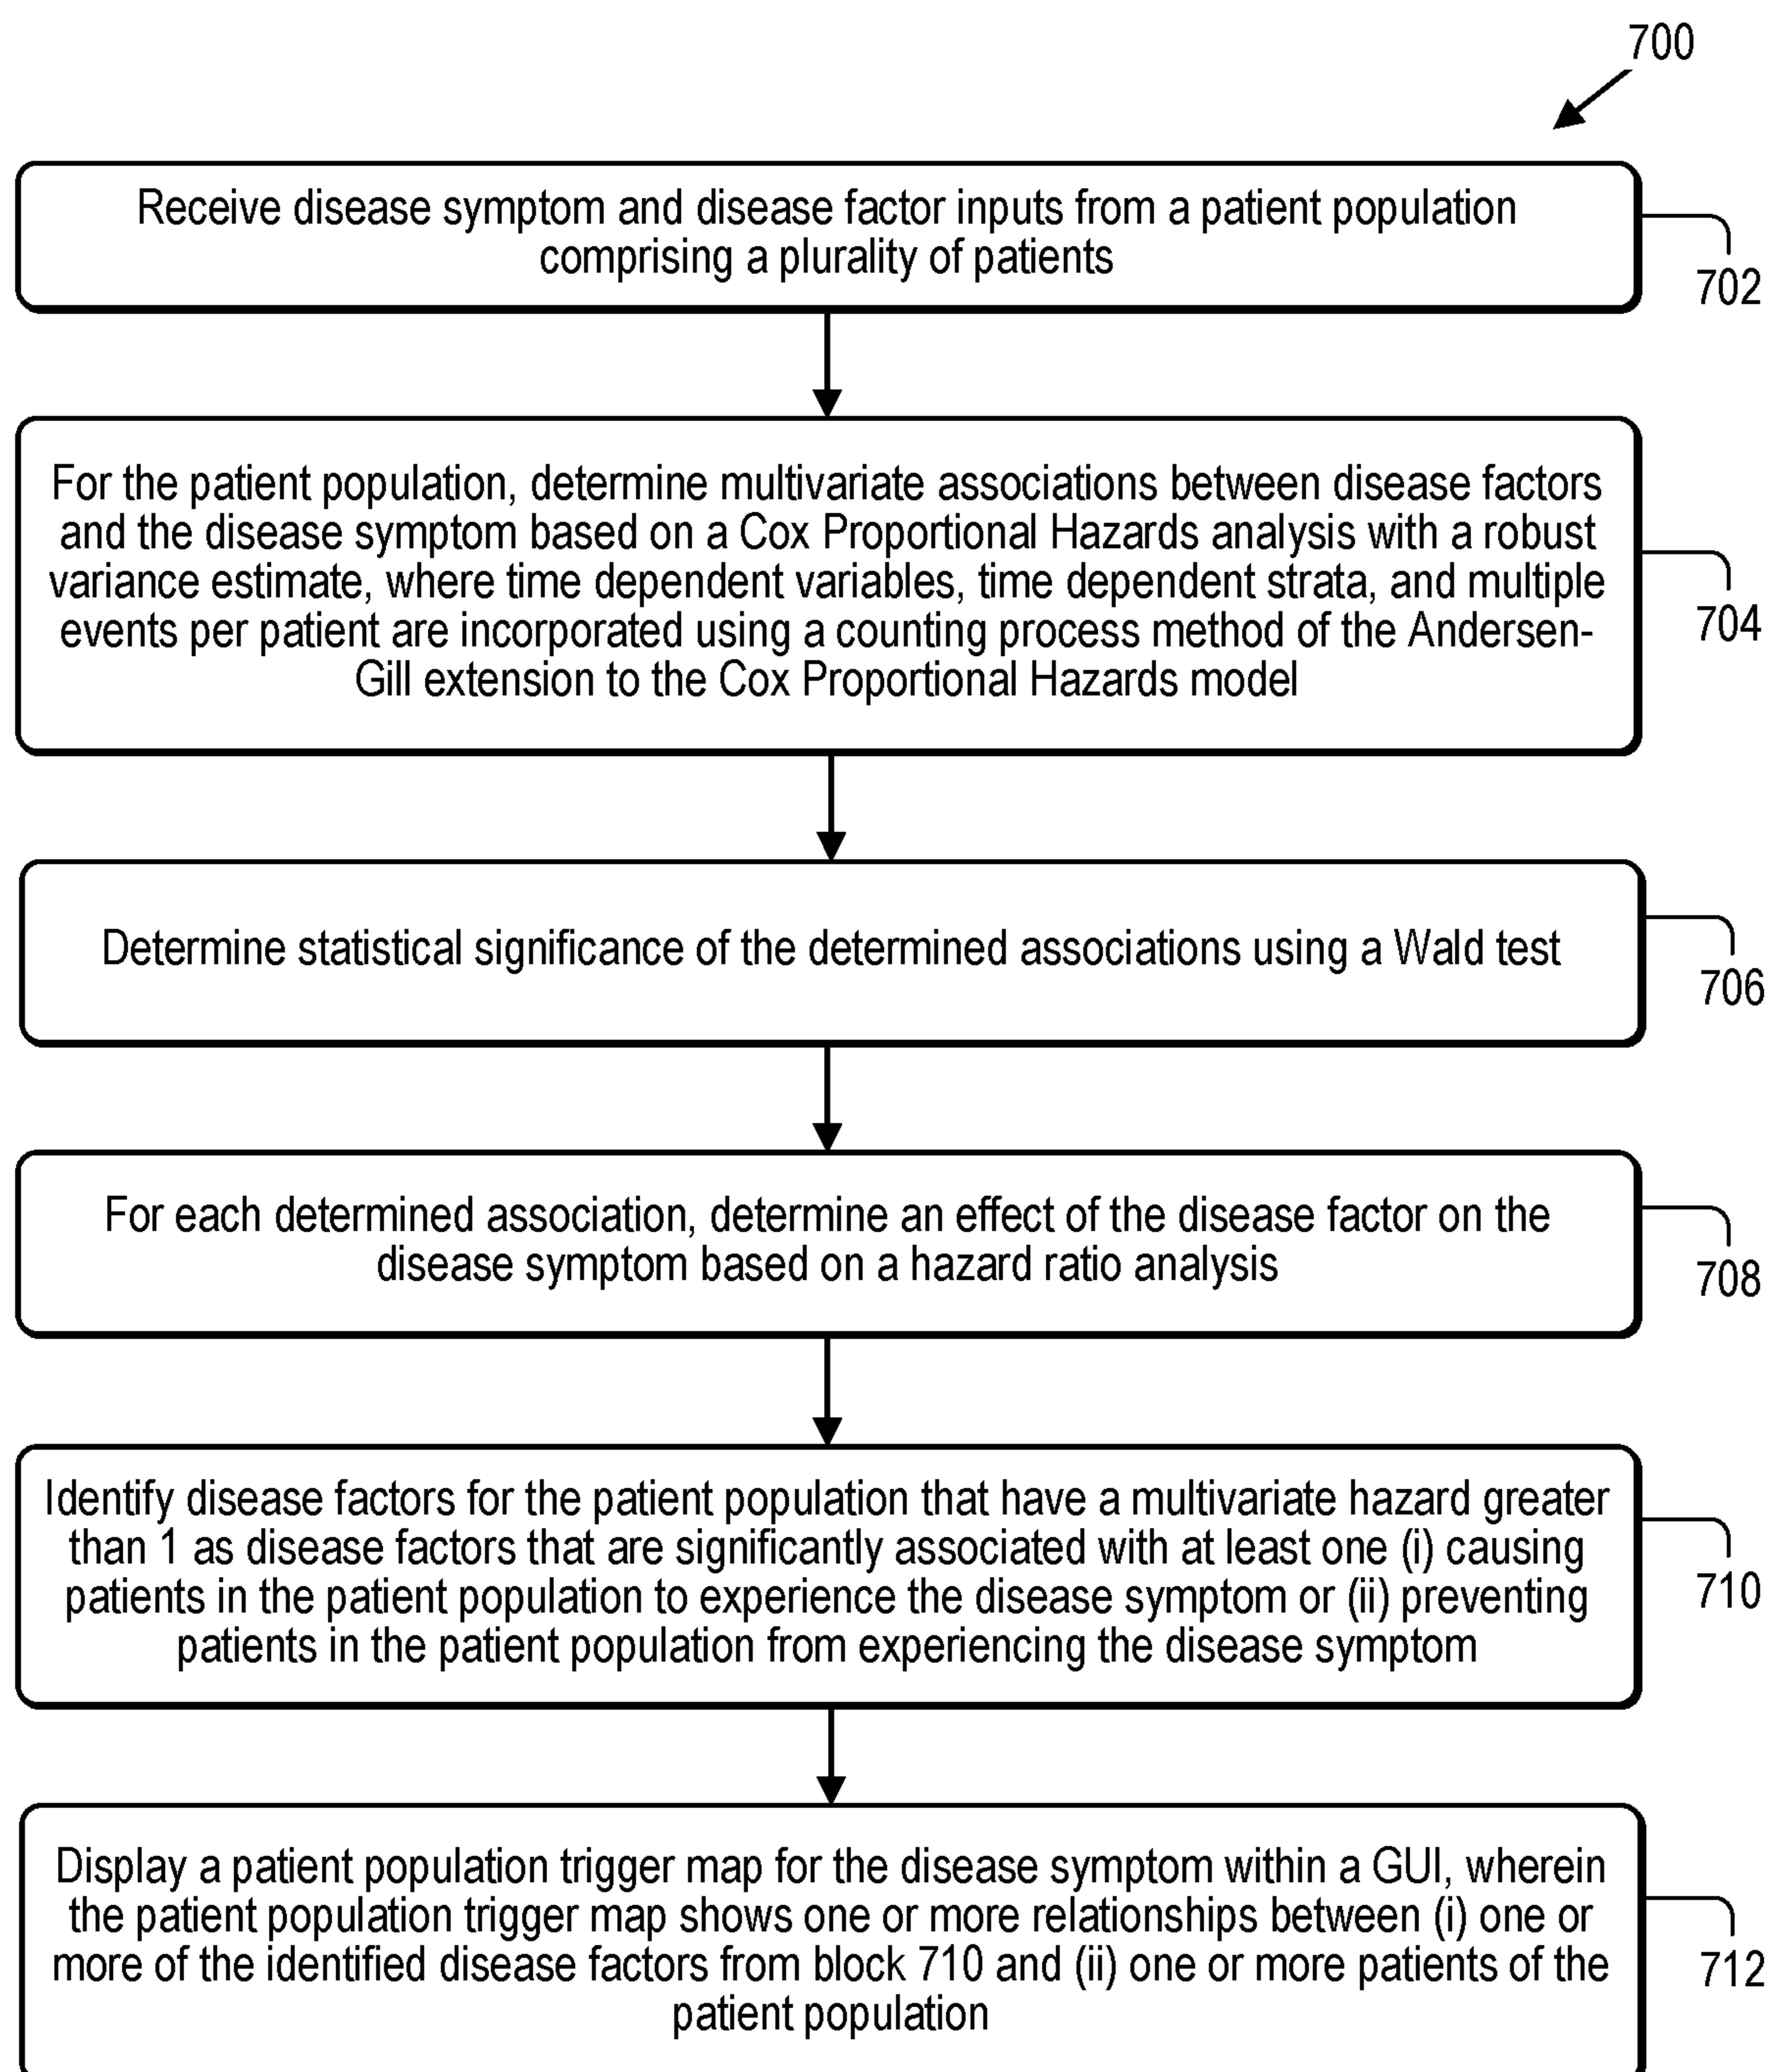 700
Receive disease symptom and disease factor inputs from a patient population
comprising a plurality of patients
702
For the patient population, determine multivariate associations between disease factors
and the disease symptom based on a Cox Proportional Hazards analysis with a robust
variance estimate, where time dependent variables, time dependent strata, and multiple
events per patient are incorporated using a counting process method of the Andersen-
Gill extension to the Cox Proportional Hazards model
704
Determine statistical significance of the determined associations using a Wald test
706
For each determined association, determine an effect of the disease factor on the
disease symptom based on a hazard ratio analysis
708
Identify disease factors for the patient population that have a multivariate hazard greater
than 1 as disease factors that are significantly associated with at least one (i) causing
patients in the patient population to experience the disease symptom or (ii) preventing
patients in the patient population from experiencing the disease symptom
710
Display a patient population trigger map for the disease symptom within a GUI, wherein
the patient population trigger map shows one or more relationships between (i) one or
more of the identified disease factors from block 710 and (ii) one or more patients of the
patient population
712